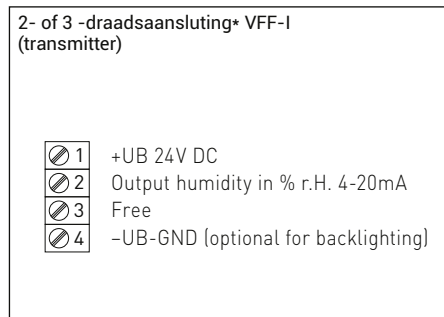 2- of 3 -draadsaansluting* VFF-I
(transmitter)
1 +UB 24V DC
2 Output humidity in % r.H. 4-20mA
3 Free
4 –UB-GND (optional for backlighting)